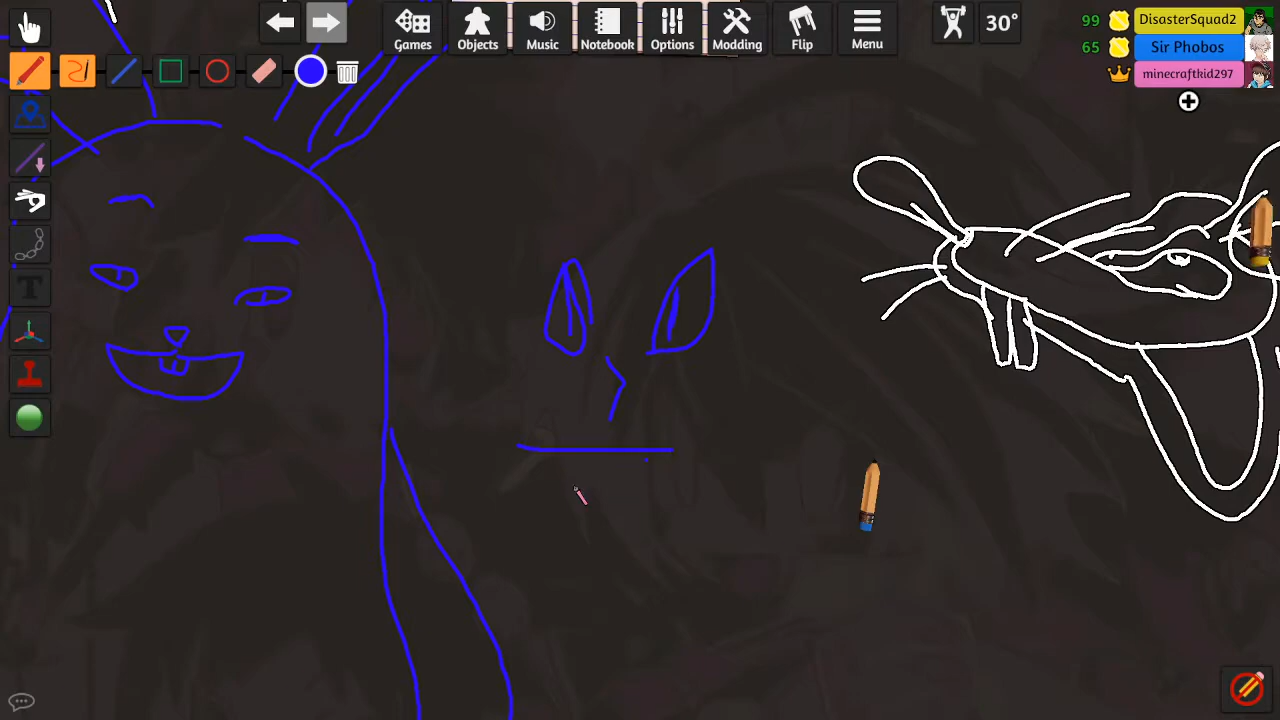 Games Objects Music Notebook Options Modding Flip Menu 30° 99 DisasterSquad2
65 Sir Phobos
minecraftkid297
T